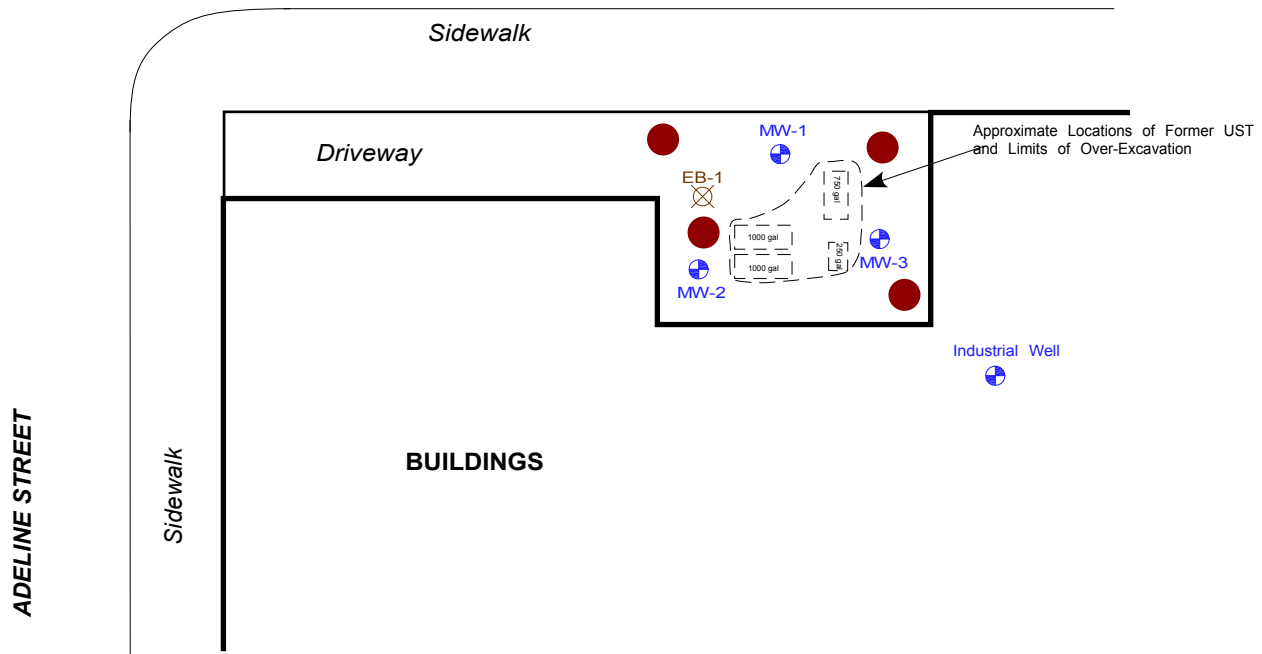 Sidewalk
MW-1
Approximate Locations of Former UST
and Limits of Over-Excavation
Driveway
EB-1
750 gal
1000 gal
250 gal
MW-3
1000 gal
MW-2
Industrial Well
BUILDINGS
ADELINE STREET
Sidewalk